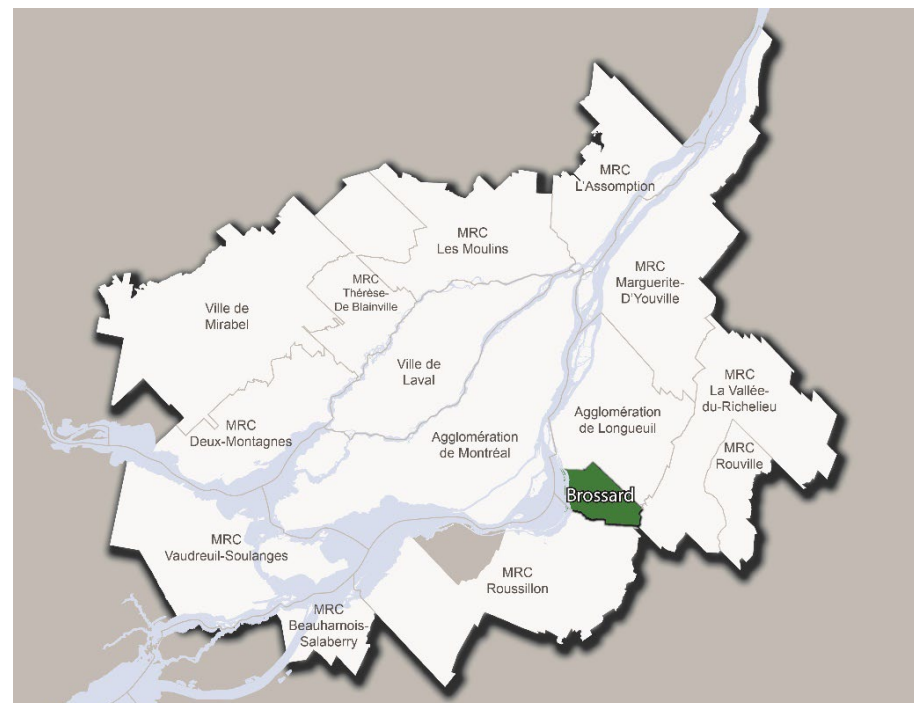 MRC
L'Assomption
MRC
Les Moulins
MRC
Thérèse-
De Blainville
MRC
Marguerite-
D'Youville
Ville de
Mirabel
Ville de
Laval
MRC
La Vallée-
du-Richelieu
MRC
Deux-Montagnes
Agglomération
de Montréal
Agglomération
de Longueuil
MRC
Rouville
Brossard
MRC
Vaudreuil-Soulanges
MRC
Roussillon
MRC
Beauharnois-
Salaberry